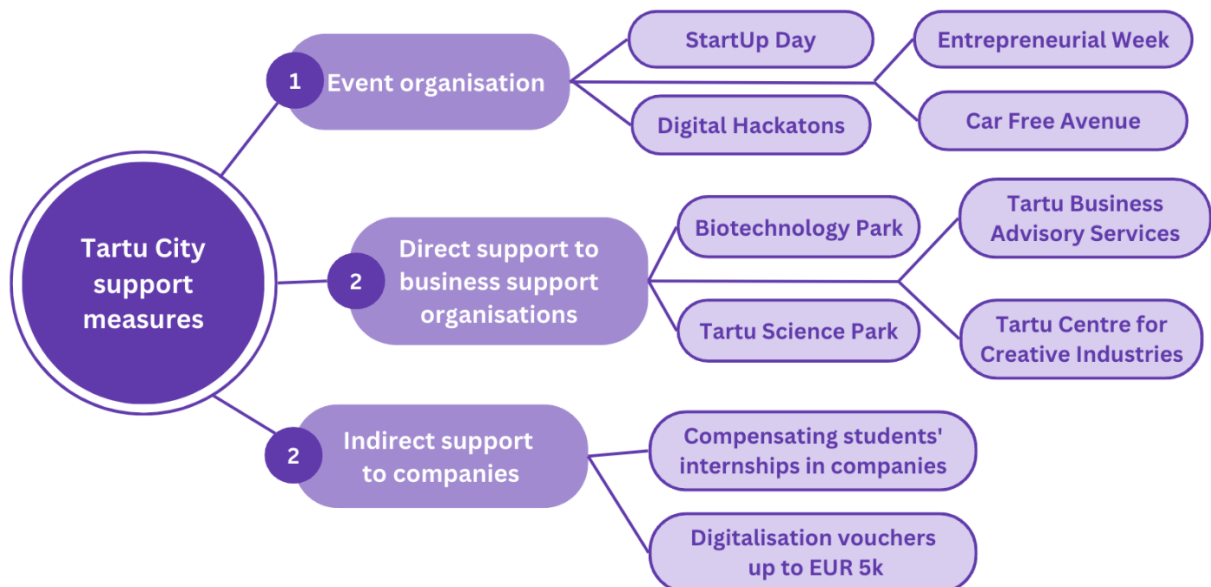 Tartu City
support
measures
1
Event organisation
StartUp Day
Entrepreneurial Week
Digital Hackatons
Car Free Avenue
2
Direct support to
business support
organisations
Biotechnology Park
Tartu Business
Advisory Services
Tartu Science Park
Tartu Centre for
Creative Industries
2
Indirect support
to companies
Compensating students'
internships in companies
Digitalisation vouchers
up to EUR 5k